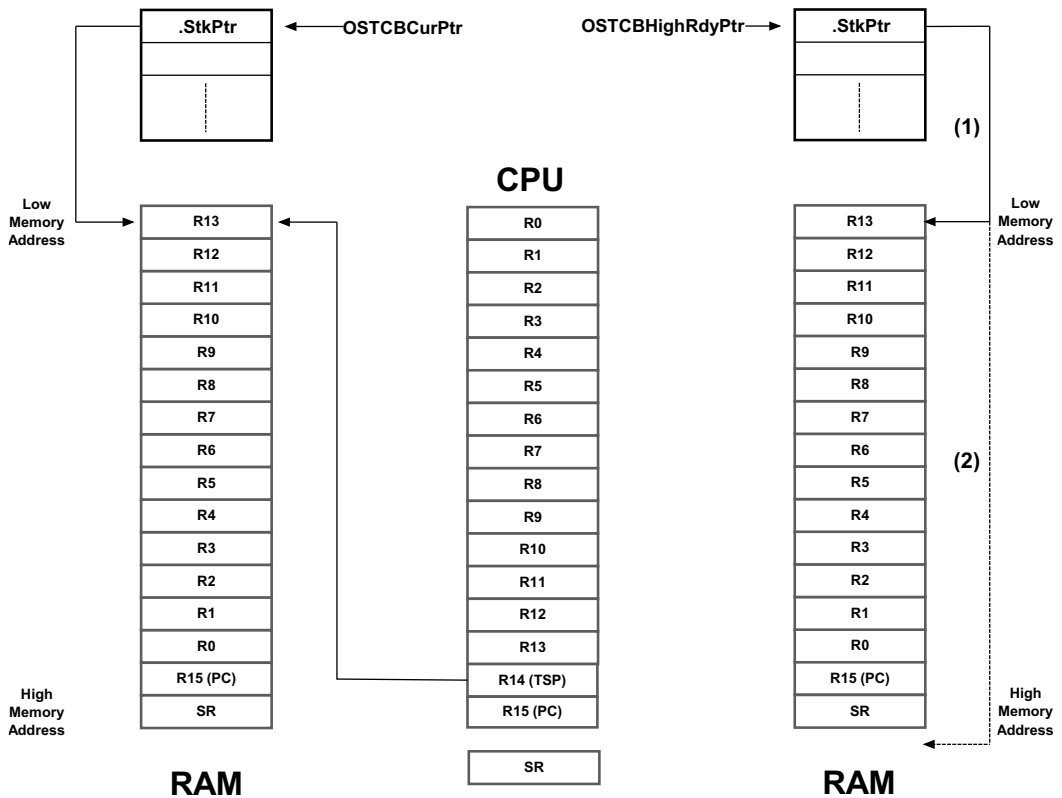 .StkPtr
OSTCBCurPtr
OSTCBHighRdyPtr
.StkPtr
(1)
CPU
Low
Memory
Address
R13
R12
R11
R10
R9
R8
R7
R6
R5
R4
R3
R2
R1
R0
R15 (PC)
SR
High
Memory
Address
RAM
R0
R1
R2
R3
R4
R5
R6
R7
R8
R9
R10
R11
R12
R13
R14 (TSP)
R15 (PC)
SR
R13
R12
R11
R10
R9
R8
R7
R6
R5
R4
R3
R2
R1
R0
R15 (PC)
SR
RAM
Low
Memory
Address
(2)
High
Memory
Address